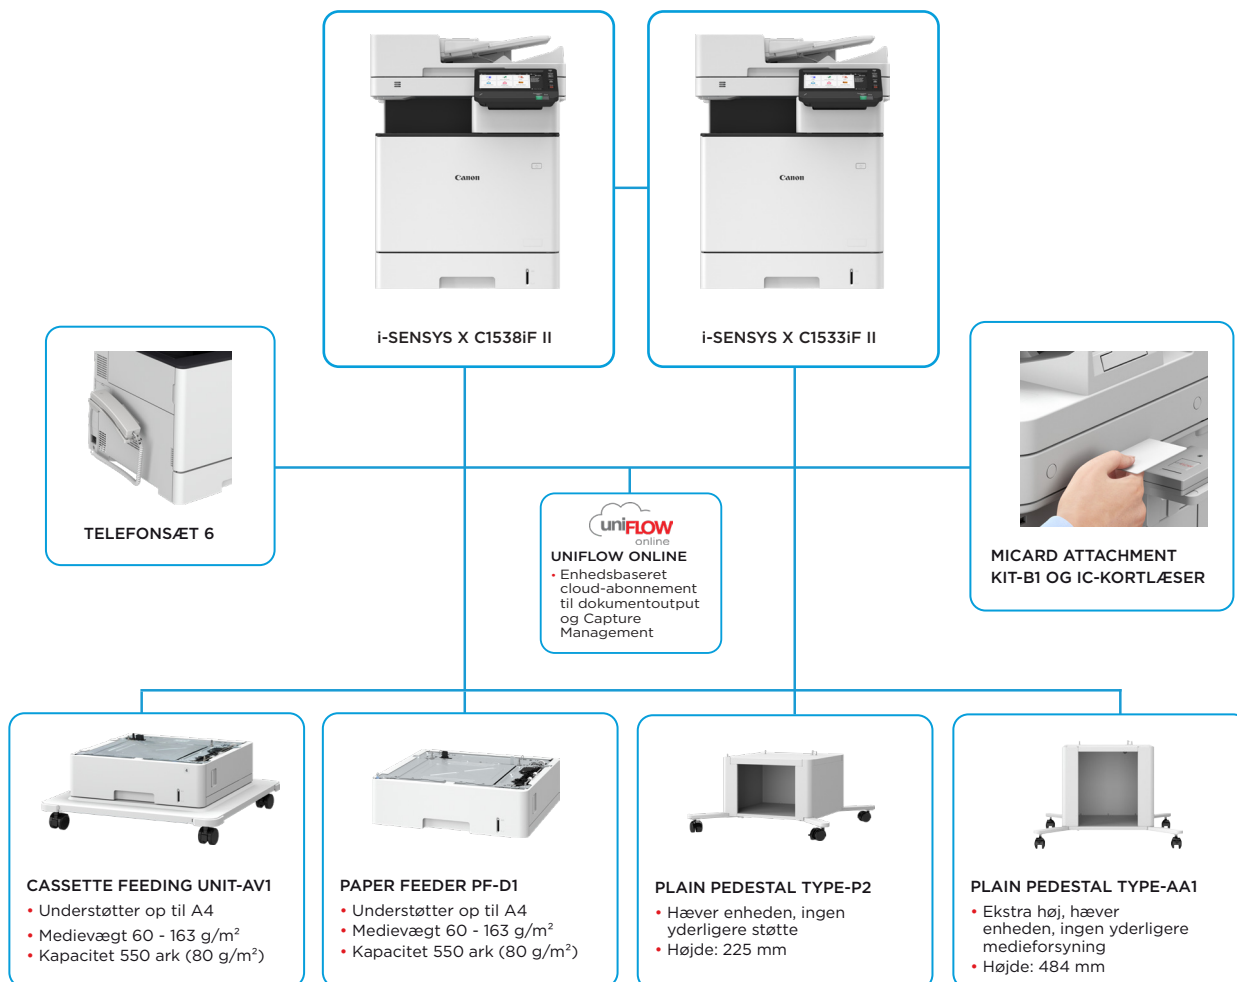 Canon
Canon
i-SENSYS X C1538iF II
i-SENSYS X C1533iF II
TELEFONSÆT 6
uniFLOW
online
UNIFLOW ONLINE
• Enhedsbaseret
cloud-abonnement
til dokumentoutput
og Capture
Management
MICARD ATTACHMENT
KIT-B1 OG IC-KORTLÆSER
CASSETTE FEEDING UNIT-AV1
• Understøtter op til A4
• Medievægt 60 - 163 g/m²
• Kapacitet 550 ark (80 g/m²)
PAPER FEEDER PF-D1
• Understøtter op til A4
• Medievægt 60 - 163 g/m²
• Kapacitet 550 ark (80 g/m²)
PLAIN PEDESTAL TYPE-P2
• Hæver enheden, ingen
yderligere støtte
• Højde: 225 mm
PLAIN PEDESTAL TYPE-AA1
• Ekstra høj, hæver
enheden, ingen yderligere
medieforsyning
• Højde: 484 mm